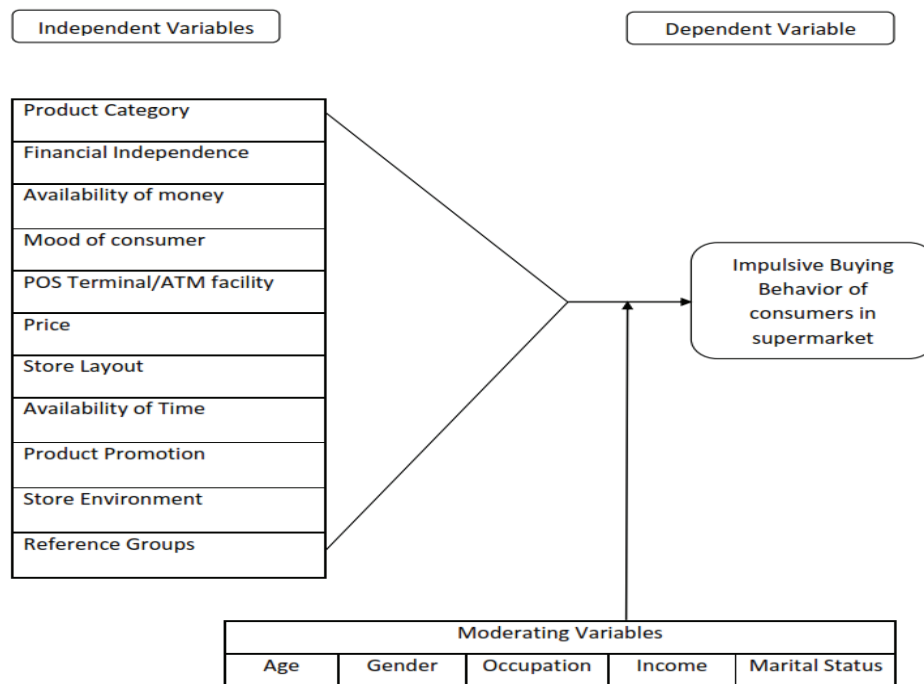 Independent Variables
Dependent Variable
Product Category
Financial Independence
Availability of money
Mood of consumer
POS Terminal/ATM facility
Price
Store Layout
Availability of Time
Product Promotion
Store Environment
Reference Groups
Impulsive Buying
Behavior of
consumers in
supermarket
Moderating Variables
Age
Gender
Occupation
Income
Marital Status